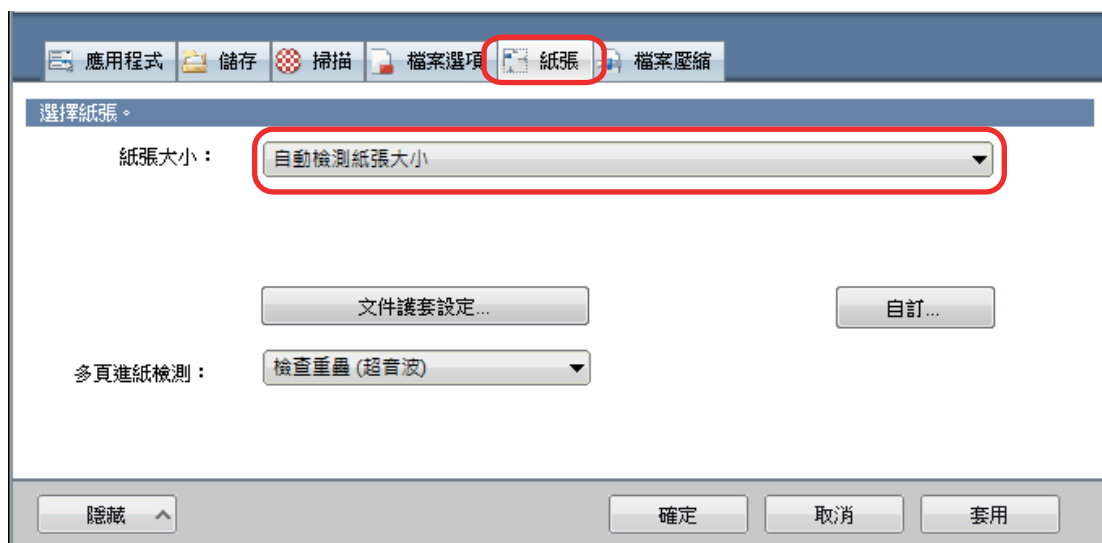 應用程式 儲存 掃描 檔案選項 紙張 檔案壓縮
選擇紙張。
紙張大小： 自動檢測紙張大小
文件護套設定... 自訂...
多頁進紙檢測： 檢查重疊 (超音波)
隱藏 確定 取消 套用